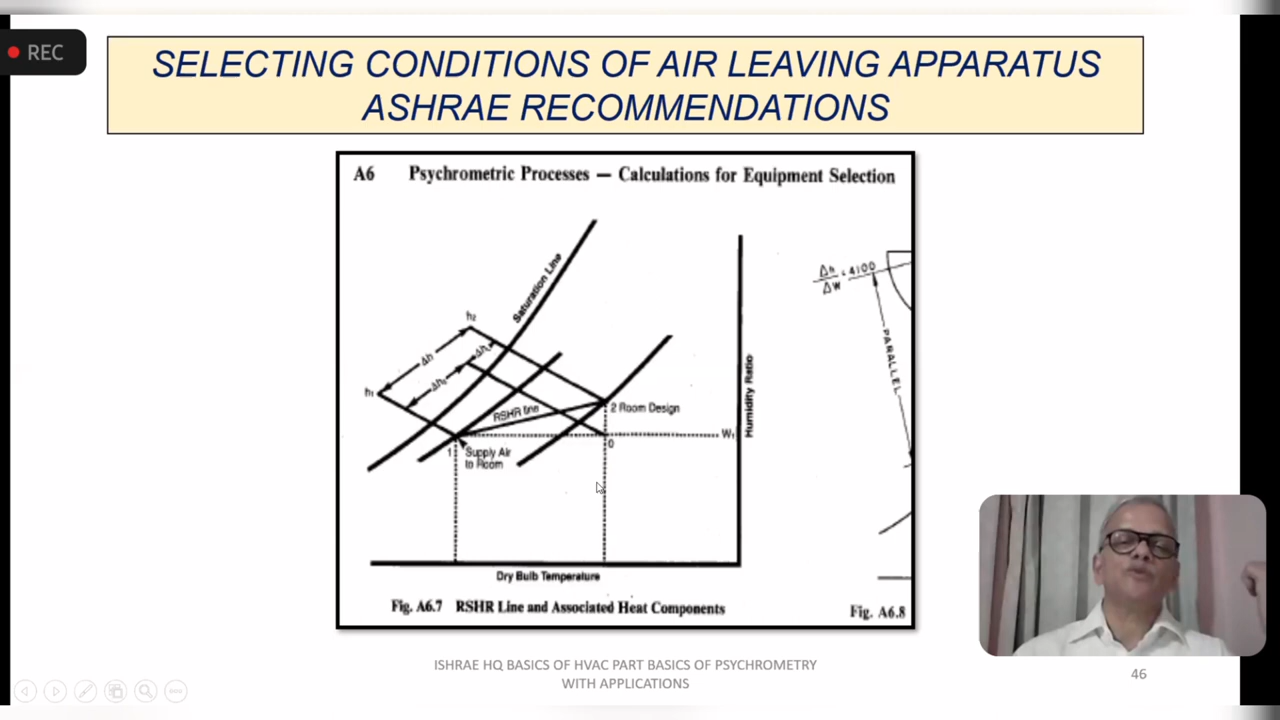 REC
SELECTING CONDITIONS OF AIR LEAVING APPARATUS
ASHRAE RECOMMENDATIONS
A6 Psychrometric Processes — Calculations for Equipment Selection
Saturation Line
h₂
Δh
h₁
RSHR line
2 Room Design
W₁
0
1
Supply Air
to Room
Humidity Ratio
Dry Bulb Temperature
Fig. A6.7 RSHR Line and Associated Heat Components
Δh
ΔW
4100
PARALLEL
Fig. A6.8
ISHRAE HQ BASICS OF HVAC PART BASICS OF PSYCHROMETRY
WITH APPLICATIONS
46